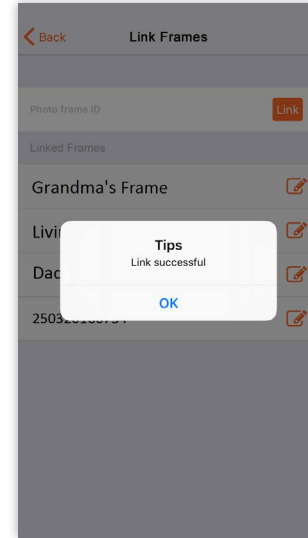 Back
Link Frames
Photo frame ID
Link
Linked Frames
Grandma's Frame
Tips
Link successful
OK